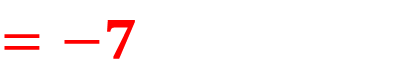 = −7